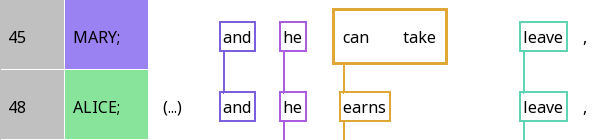 45 MARY; and he can take leave ,
48 ALICE; (...) and he earns leave ,